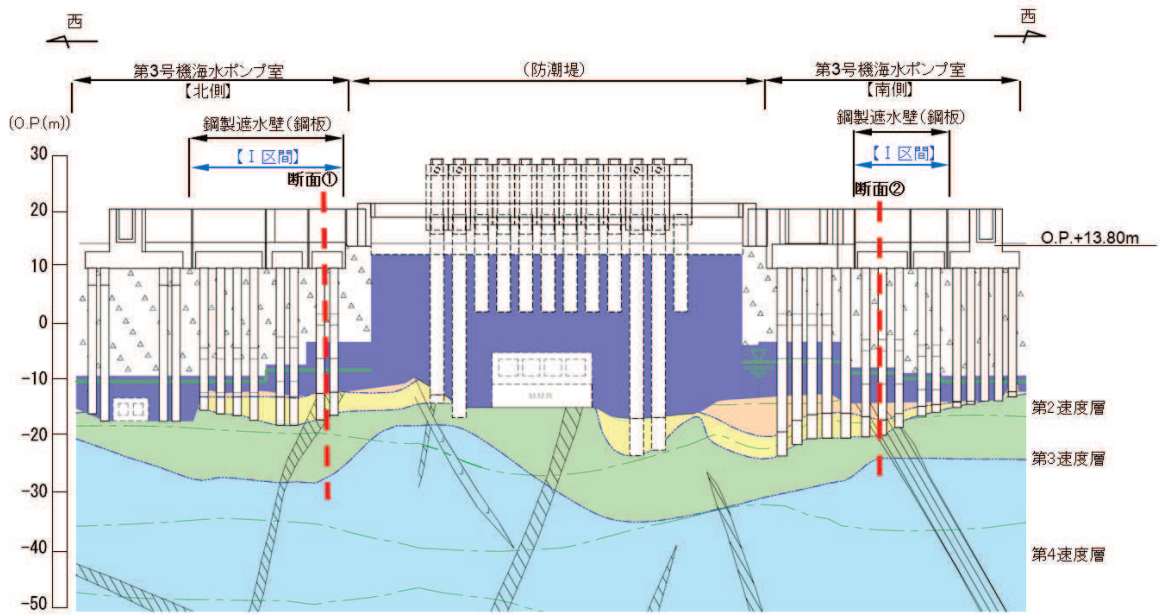 西
西
第3号機海水ポンプ室
【北側】
(防潮堤)
第3号機海水ポンプ室
【南側】
(O.P.(m))
鋼製遮水壁(鋼板)
【Ⅰ区間】
断面①
鋼製遮水壁(鋼板)
【Ⅰ区間】
断面②
30
20
10
0
-10
-20
-30
-40
-50
O.P.+13.80m
MMR
第2速度層
第3速度層
第4速度層